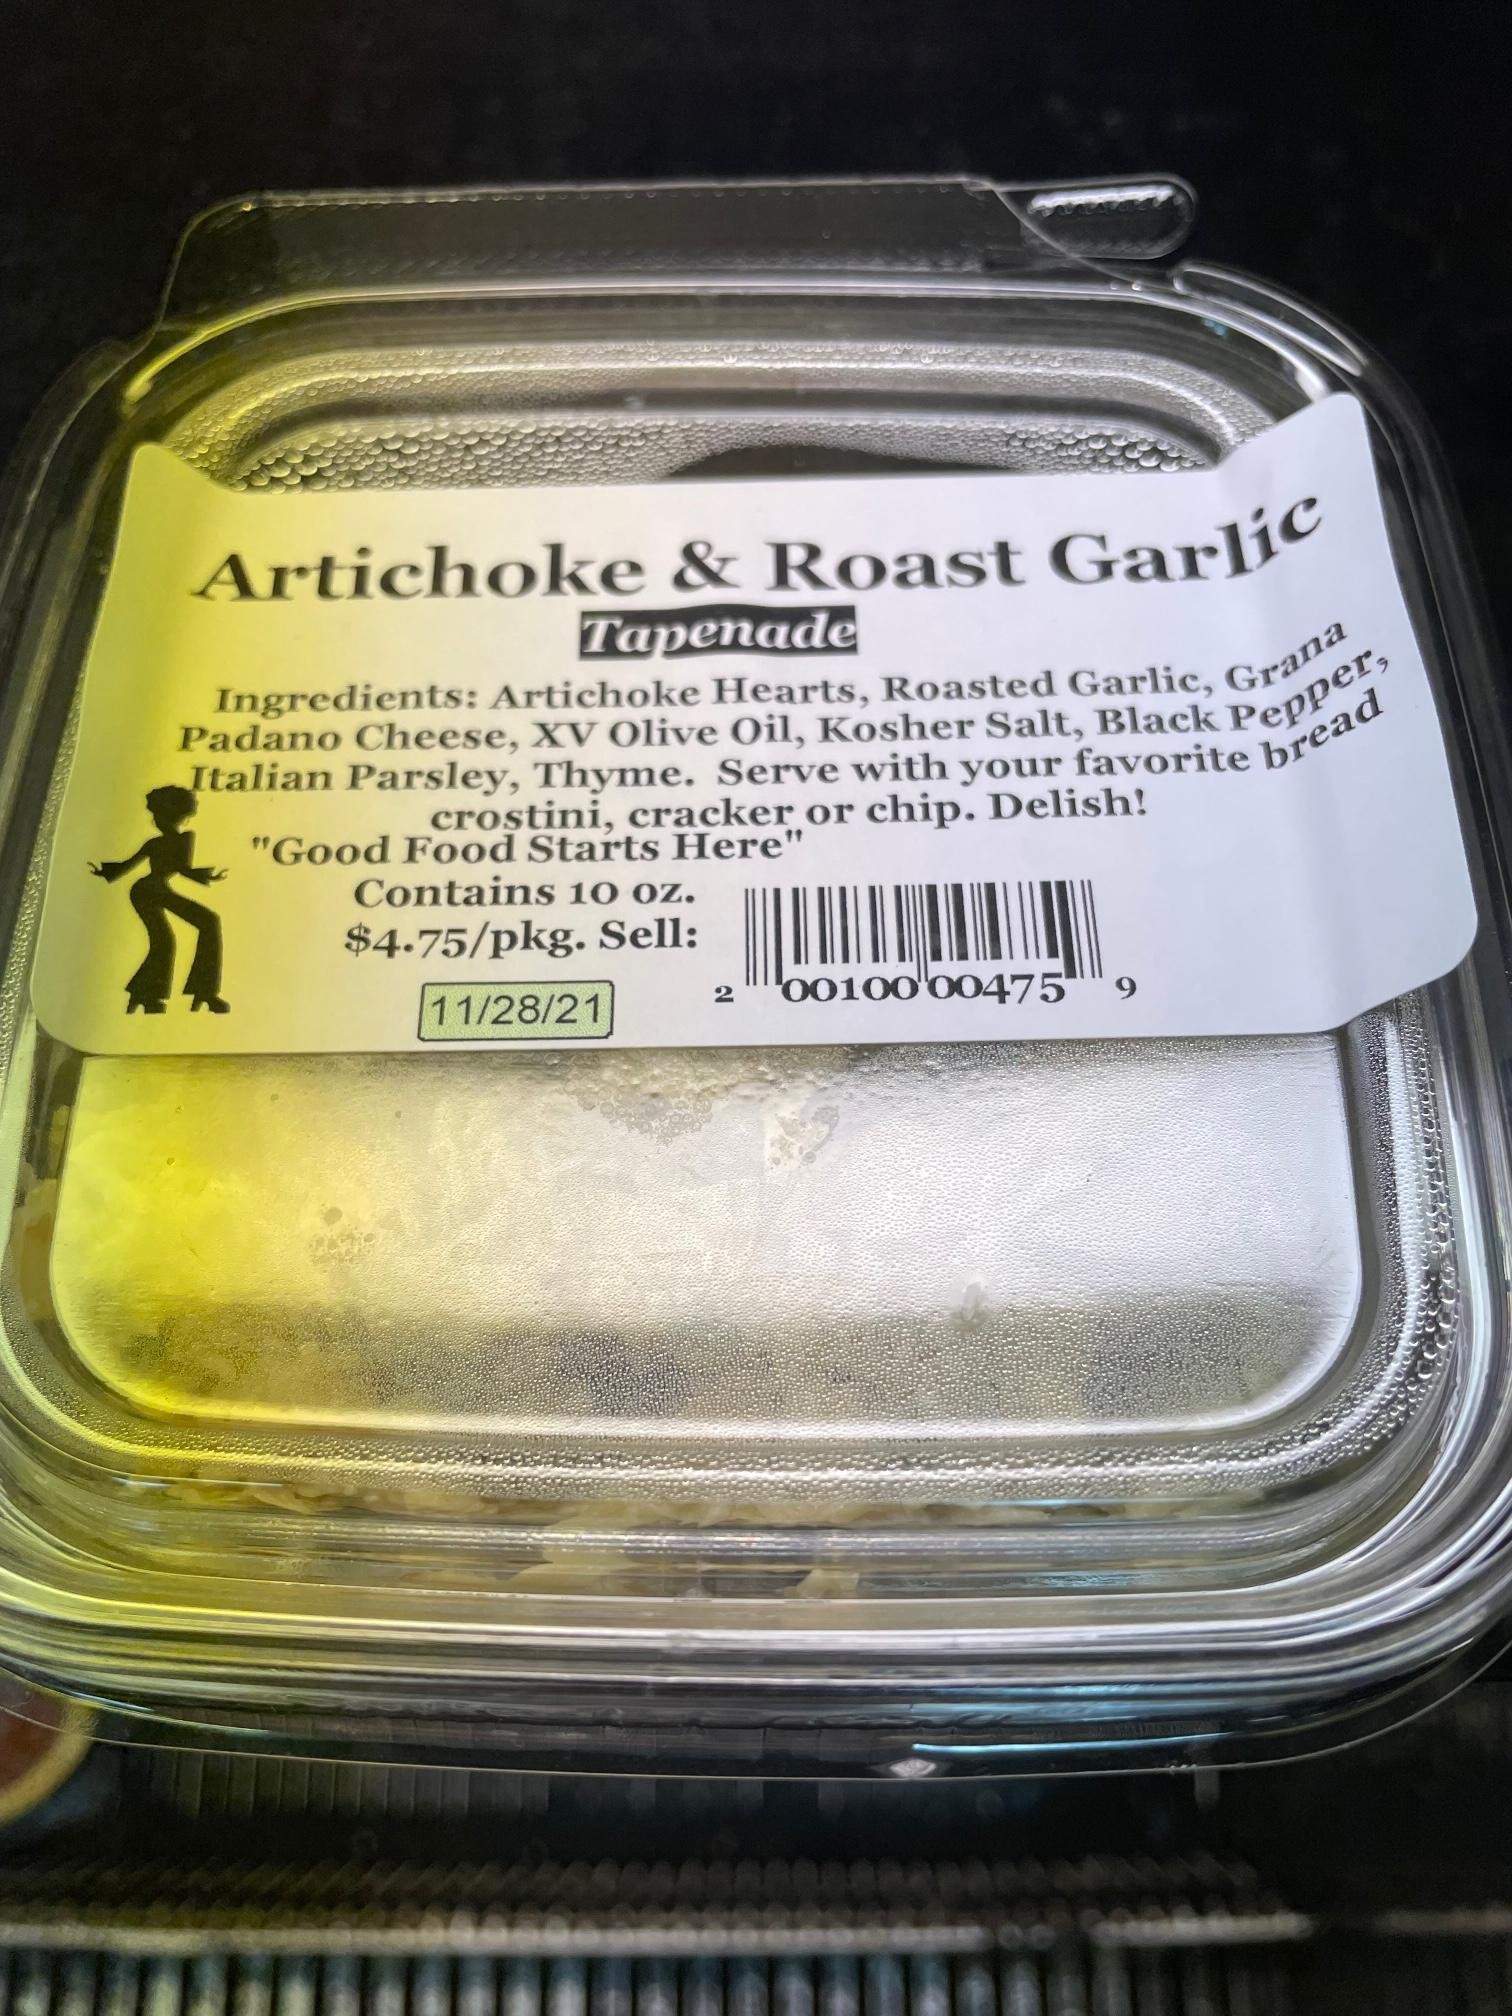 Artichoke & Roast Garlic
Tapenade
Ingredients: Artichoke Hearts, Roasted Garlic, Grana
Padano Cheese, XV Olive Oil, Kosher Salt, Black Pepper,
Italian Parsley, Thyme. Serve with your favorite bread
crostini, cracker or chip. Delish!
"Good Food Starts Here"
Contains 10 oz.
$4.75/pkg. Sell:
11/28/21
2 00100 00475 9